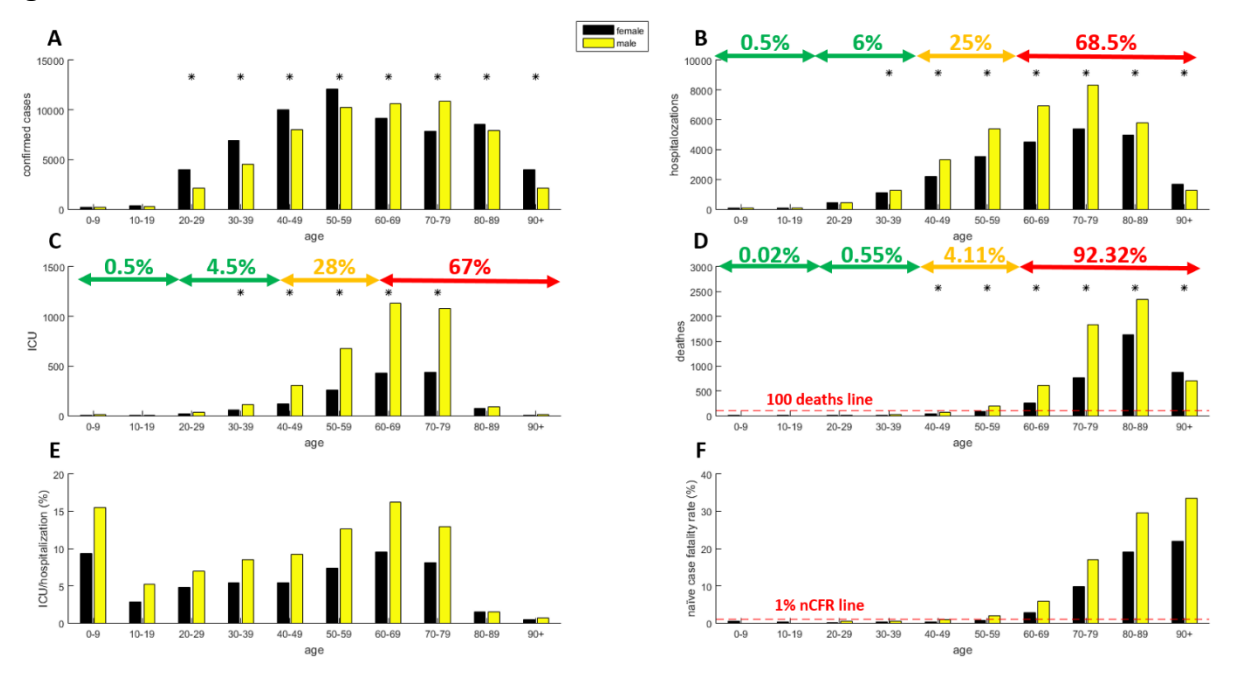 female
male
A
15000
10000
5000
0
confirmed cases
* * * * * * * *
0-9 10-19 20-29 30-39 40-49 50-59 60-69 70-79 80-89 90+
age
B
0.5% 6% 25% 68.5%
10000
8000
6000
4000
2000
0
hospitalozations
* * * * * * *
0-9 10-19 20-29 30-39 40-49 50-59 60-69 70-79 80-89 90+
age
C
0.5% 4.5% 28% 67%
1500
1000
500
0
ICU
* * * * *
0-9 10-19 20-29 30-39 40-49 50-59 60-69 70-79 80-89 90+
age
D
0.02% 0.55% 4.11% 92.32%
3000
2500
2000
1500
1000
500
0
deathes
* * * * * *
100 deaths line
0-9 10-19 20-29 30-39 40-49 50-59 60-69 70-79 80-89 90+
age
E
20
15
10
5
0
ICU/hospitalization (%)
0-9 10-19 20-29 30-39 40-49 50-59 60-69 70-79 80-89 90+
age
F
40
30
20
10
0
naïve case fatality rate (%)
1% nCFR line
0-9 10-19 20-29 30-39 40-49 50-59 60-69 70-79 80-89 90+
age